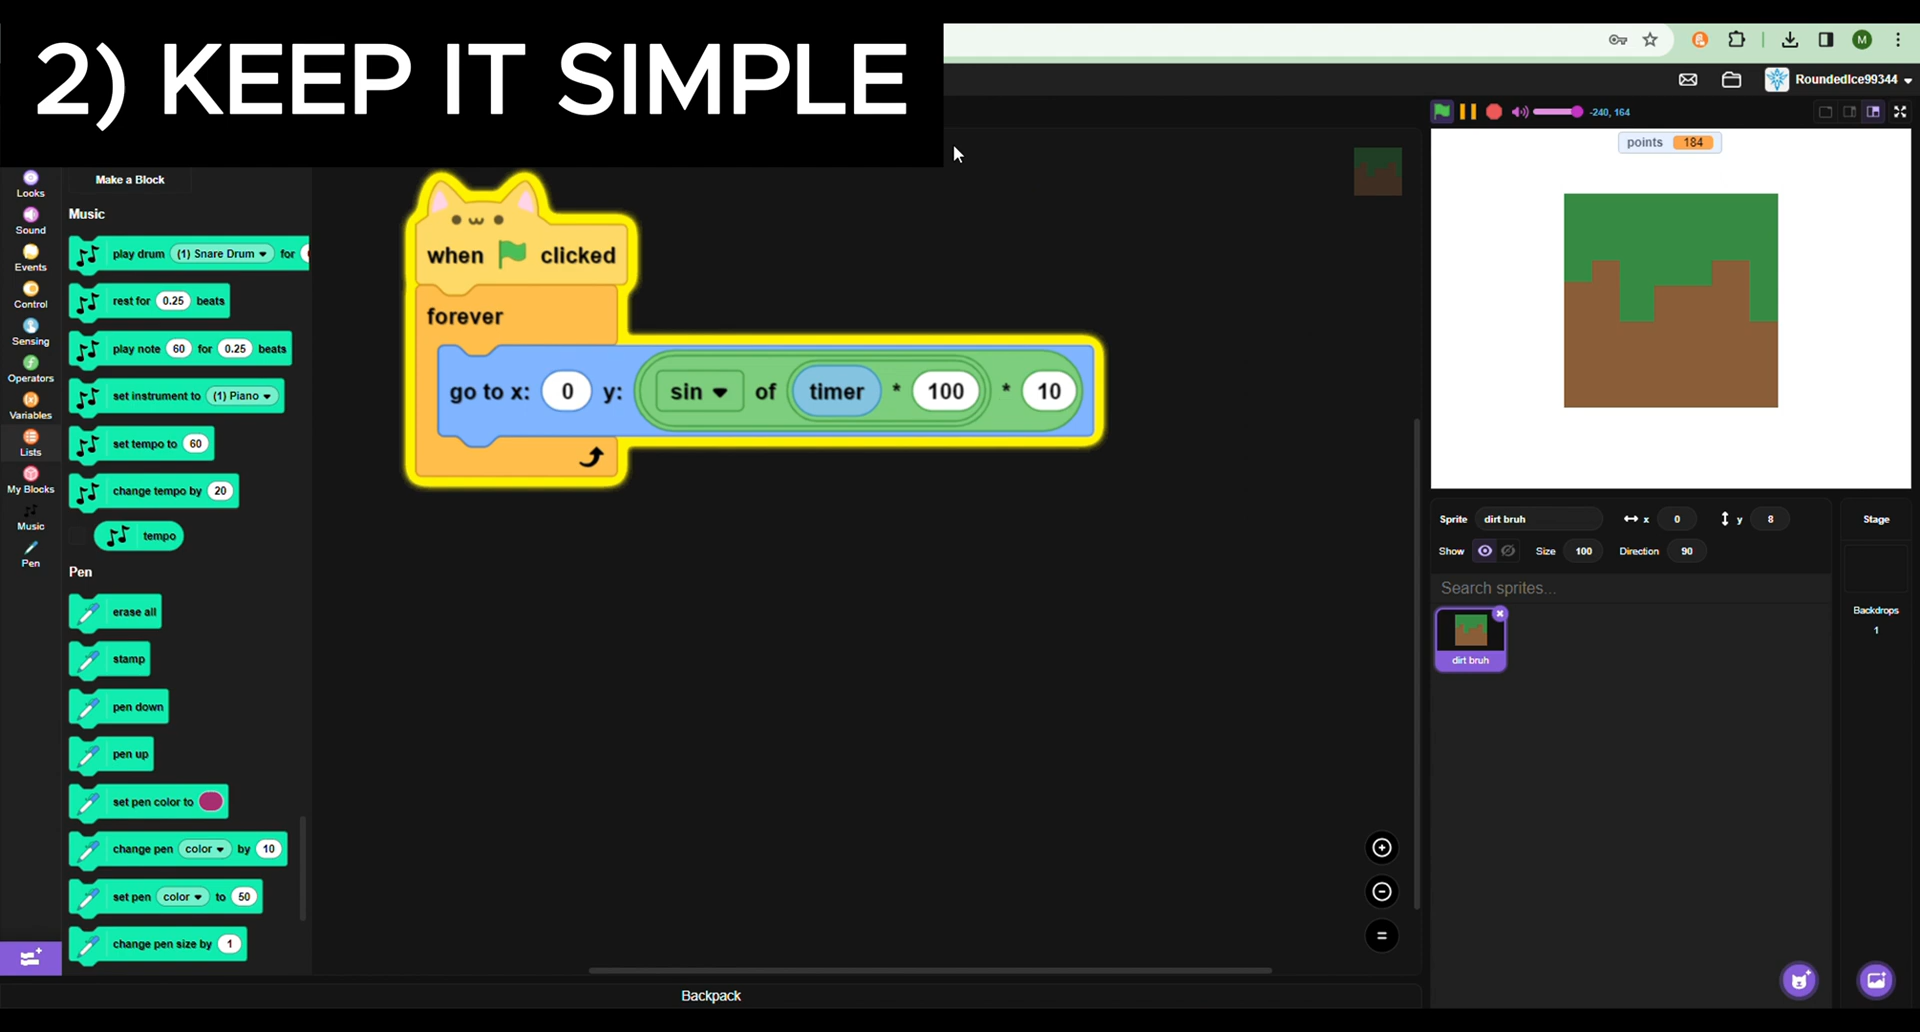 2) KEEP IT SIMPLE
M
RoundedIce99344
-240, 164
points 184
Looks
Sound
Events
Control
Sensing
Operators
Variables
Lists
My Blocks
Music
Pen
Make a Block
Music
play drum (1) Snare Drum for
rest for 0.25 beats
play note 60 for 0.25 beats
set instrument to (1) Piano
set tempo to 60
change tempo by 20
tempo
Pen
erase all
stamp
pen down
pen up
set pen color to
change pen color by 10
set pen color to 50
change pen size by 1
when clicked
forever
go to x: 0 y: sin of timer * 100 * 10
Backpack
Sprite dirt bruh x 0 y 8
Show Size 100 Direction 90
Search sprites...
dirt bruh
Stage
Backdrops
1